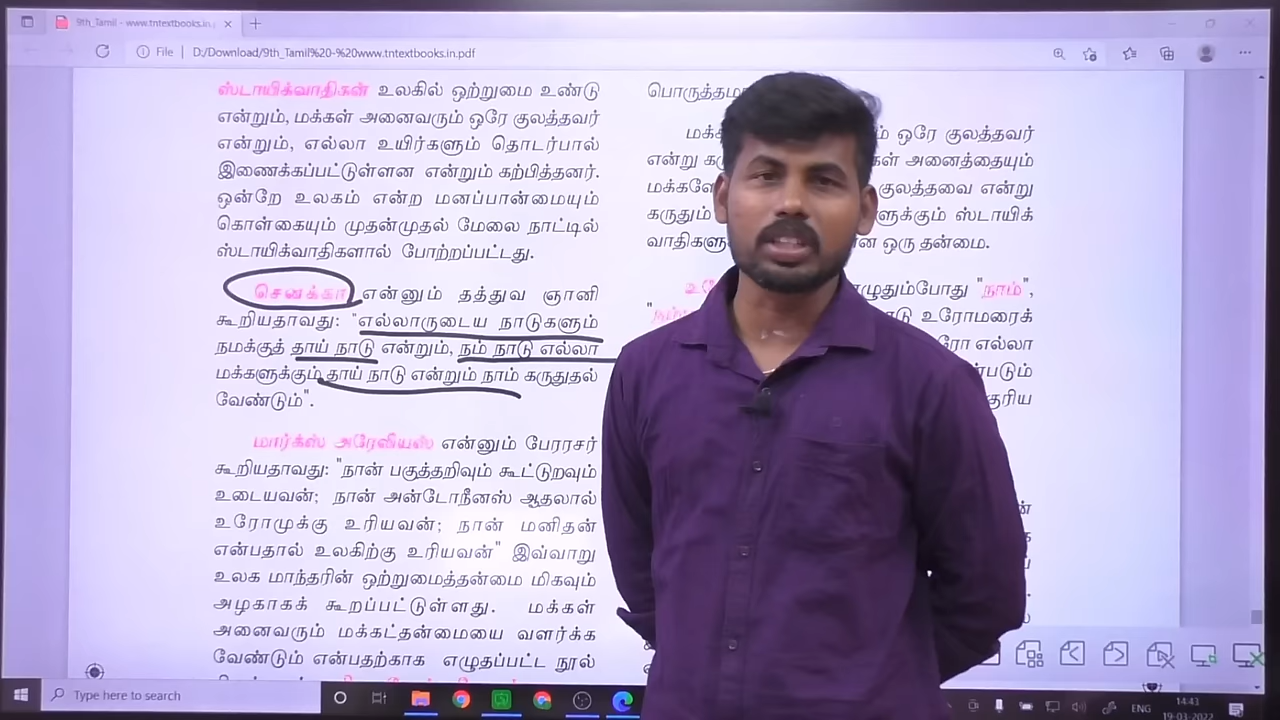 9th_Tamil - www.tntextbooks.in
File
D:/Download/9th_Tamil%20-%20www.tntextbooks.in.pdf
ஸ்டாயிக்வாதிகள் உலகில் ஒற்றுமை உண்டு
என்றும், மக்கள் அனைவரும் ஒரே குலத்தவர்
என்றும், எல்லா உயிர்களும் தொடர்பால்
இணைக்கப்பட்டுள்ளன என்றும் கற்பித்தனர்.
ஒன்றே உலகம் என்ற மனப்பான்மையும்
கொள்கையும் முதன்முதல் மேலை நாட்டில்
ஸ்டாயிக்வாதிகளால் போற்றப்பட்டது.
செனக்கா என்னும் தத்துவ ஞானி
கூறியதாவது: "எல்லாருடைய நாடுகளும்
நமக்குத் தாய் நாடு என்றும், நம் நாடு எல்லா
மக்களுக்கும் தாய் நாடு என்றும் நாம் கருதுதல்
வேண்டும்".
மார்க்ஸ் அரேலியஸ் என்னும் பேரரசர்
கூறியதாவது: "நான் பகுத்தறிவும் கூட்டுறவும்
உடையவன்; நான் அன்டோநீனஸ் ஆதலால்
உரோமுக்கு உரியவன்; நான் மனிதன்
என்பதால் உலகிற்கு உரியவன்" இவ்வாறு
உலக மாந்தரின் ஒற்றுமைத்தன்மை மிகவும்
அழகாகக் கூறப்பட்டுள்ளது. மக்கள்
அனைவரும் மக்கட்தன்மையை வளர்க்க
வேண்டும் என்பதற்காக எழுதப்பட்ட நூல்
ஒரே குலத்தவர்
என்று அனைத்தையும்
குலத்தவை என்று
கருதும் ஸ்டாயிக்
ஒரு தன்மை.
"நாம்",
உரோமரைக்
எல்லா
Type here to search
ENG
14:43
19-03-2022